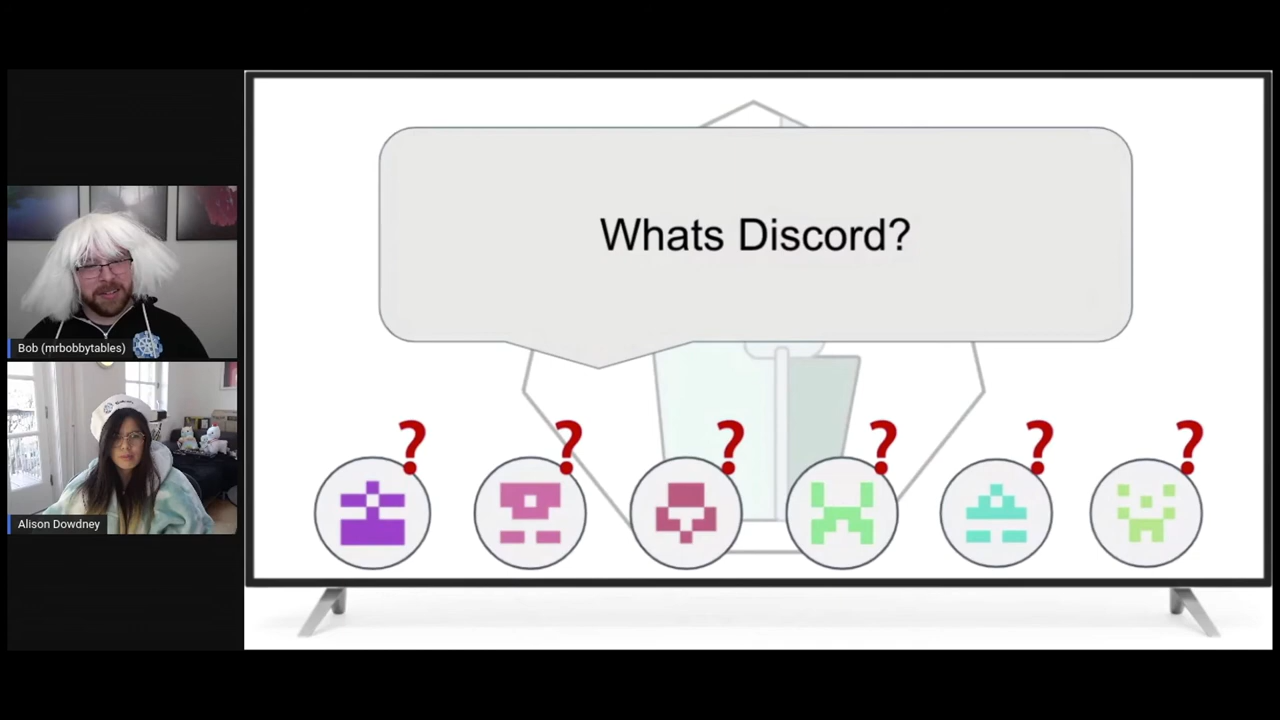 Whats Discord?
? ? ? ? ? ?
Bob (mrbobbytables)
Alison Dowdney